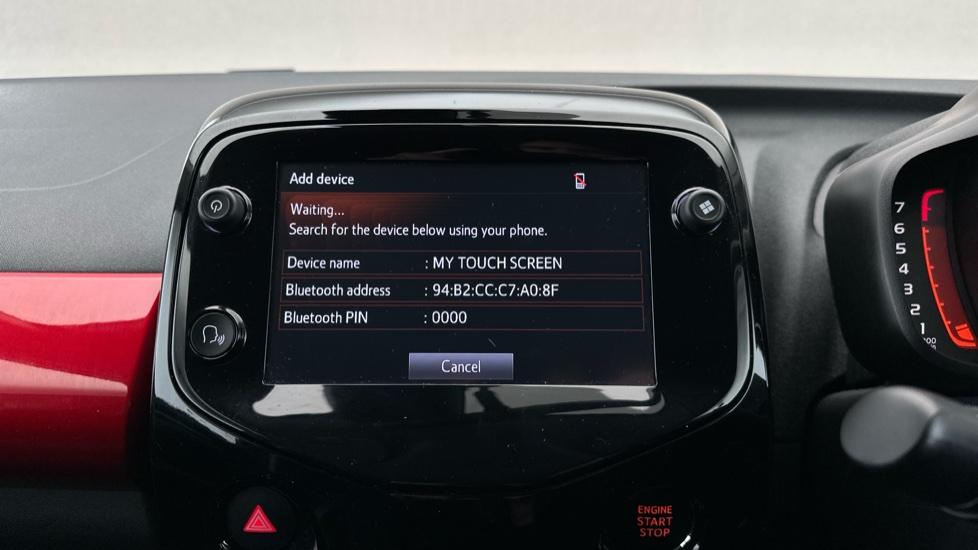 Add device
Waiting...
Search for the device below using your phone.
Device name : MY TOUCH SCREEN
Bluetooth address : 94:B2:CC:C7:A0:8F
Bluetooth PIN : 0000
Cancel
7
6
5
4
3
2
1
ENGINE
START
STOP